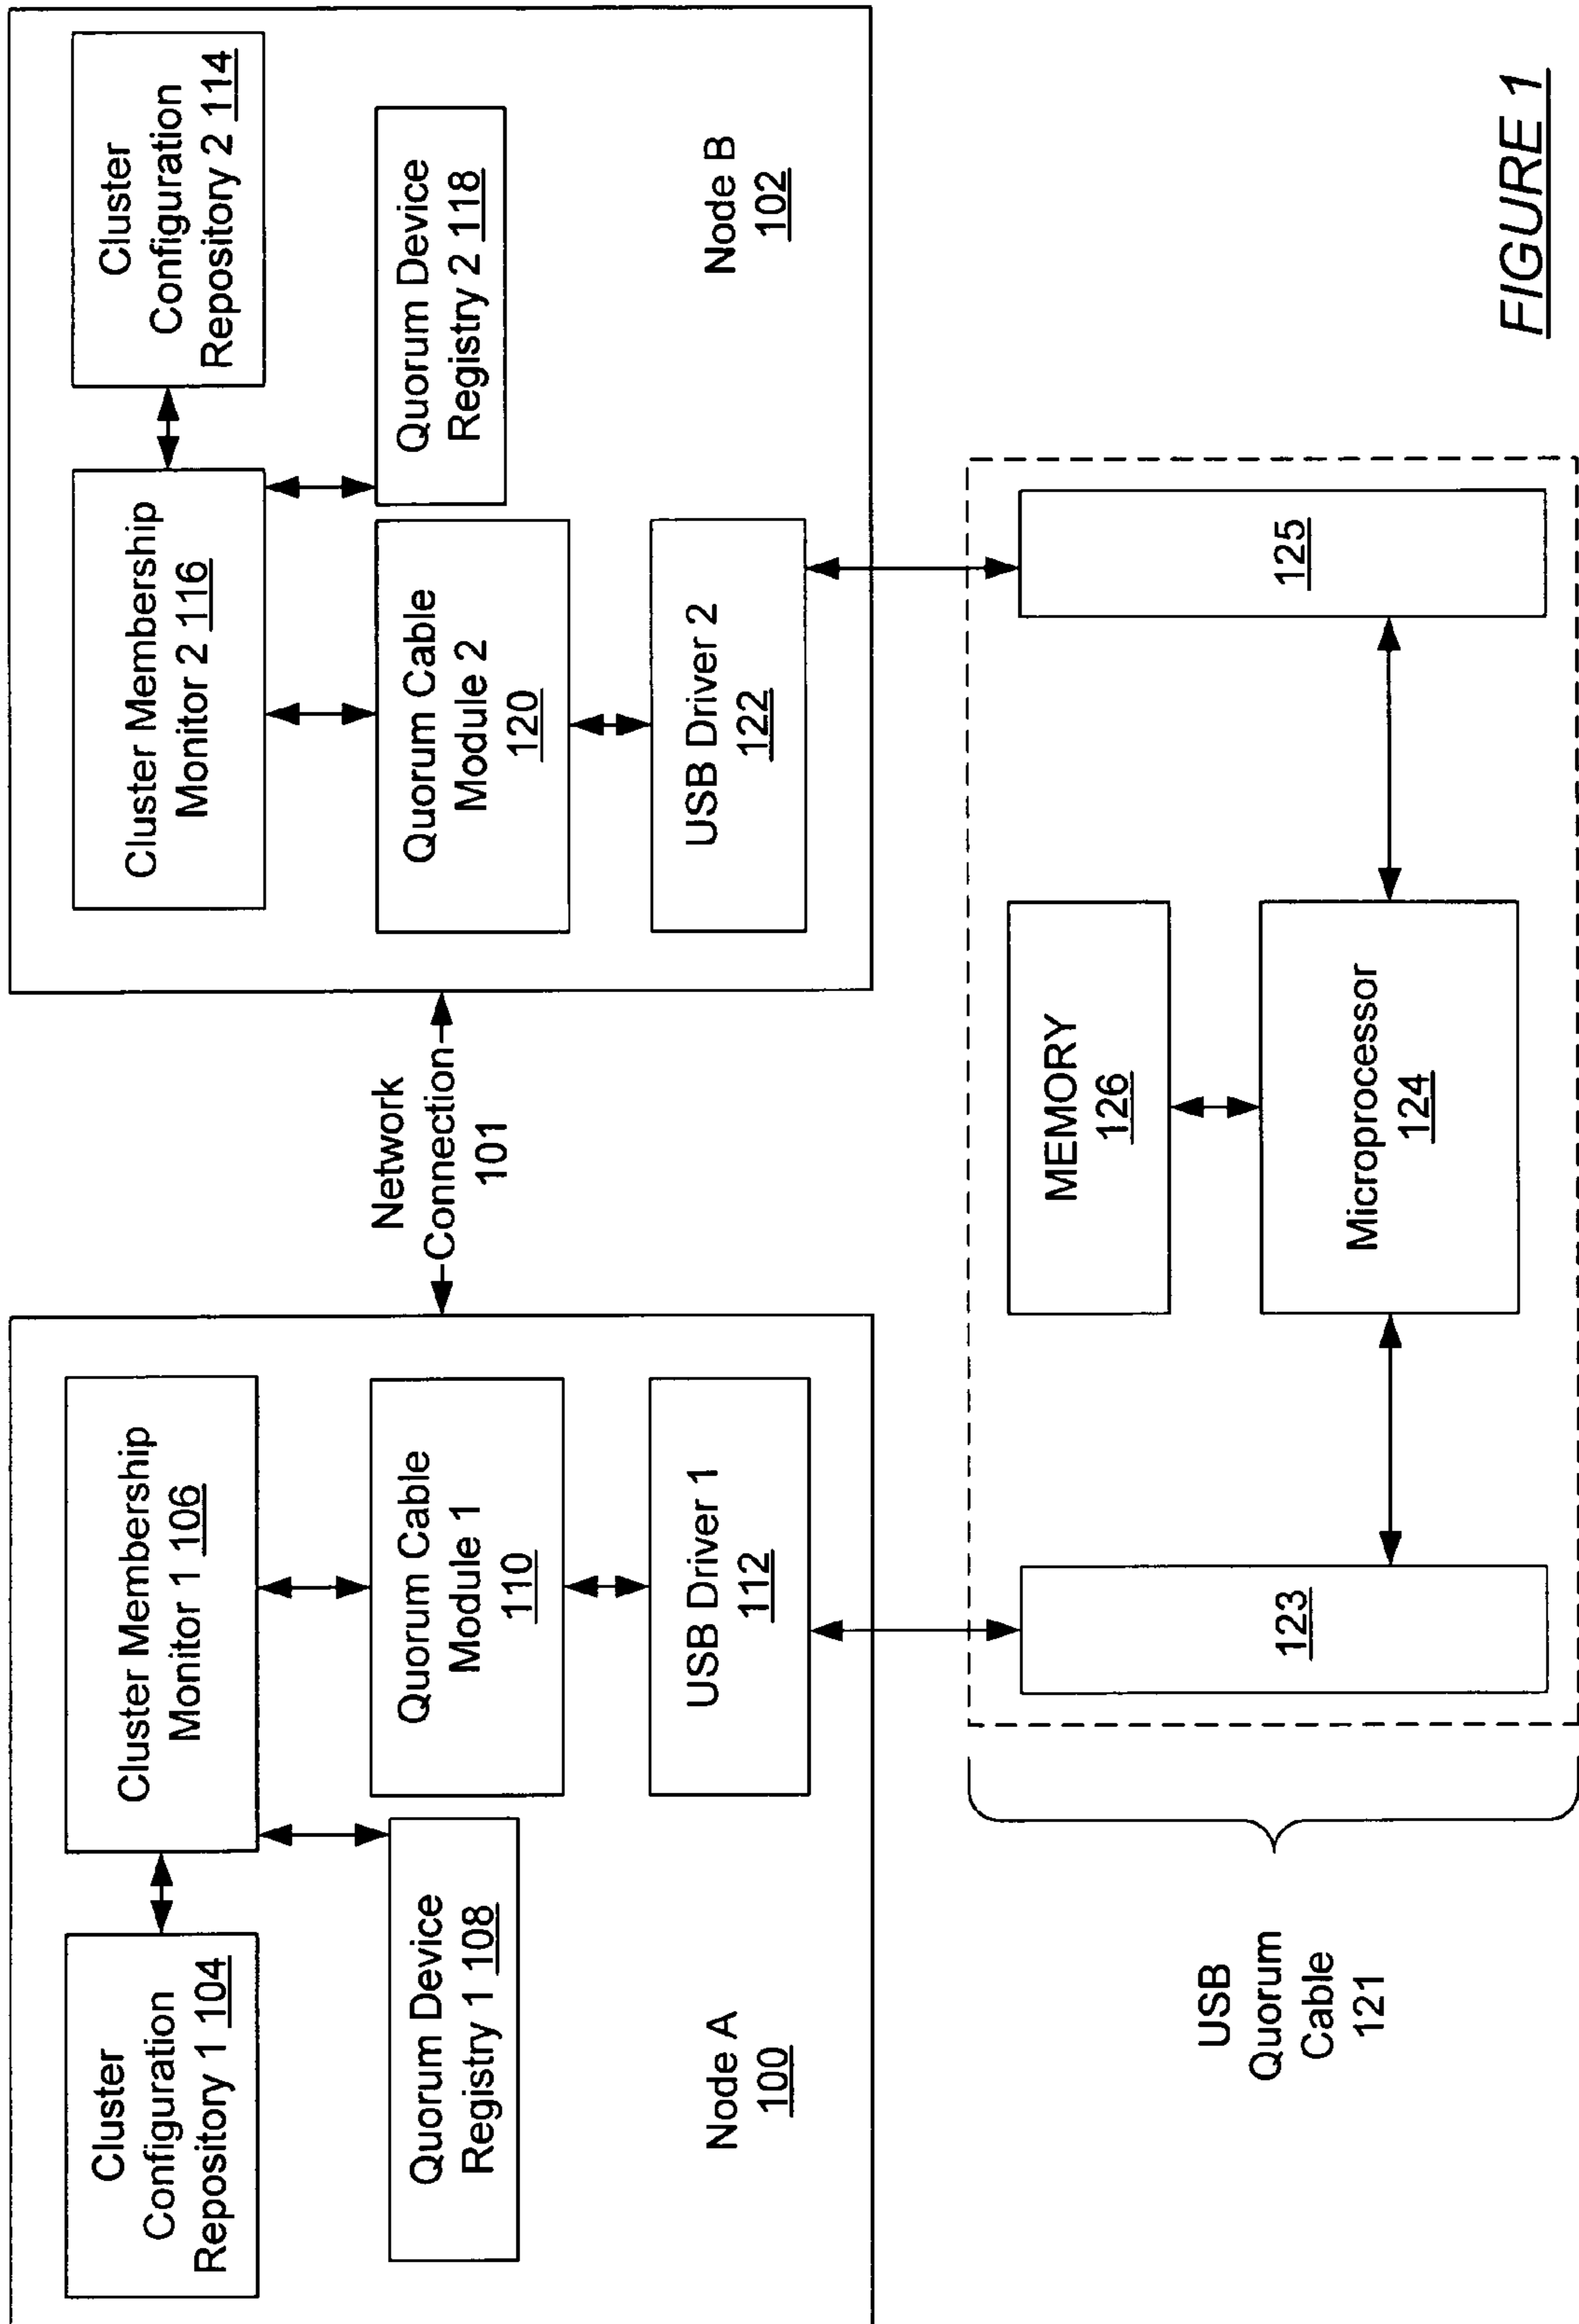 Cluster
Configuration
Repository 1 104
Cluster Membership
Monitor 1 106
Quorum Device
Registry 1 108
Quorum Cable
Module 1
110
USB Driver 1
112
Node A
100
Network
Connection
101
Cluster Membership
Monitor 2 116
Cluster
Configuration
Repository 2 114
Quorum Cable
Module 2
120
Quorum Device
Registry 2 118
USB Driver 2
122
Node B
102
USB
Quorum
Cable
121
123
MEMORY
126
Microprocessor
124
125
FIGURE 1